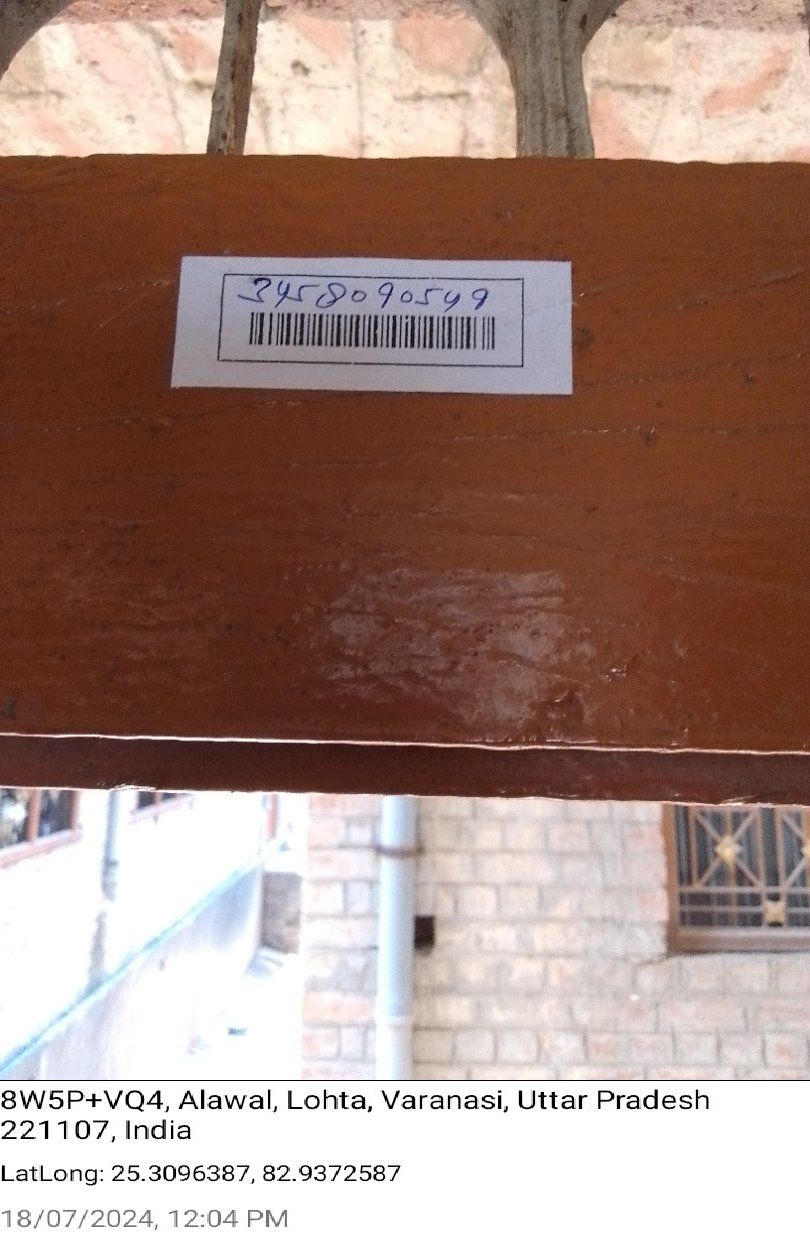 3458090549
8W5P+VQ4, Alawal, Lohta, Varanasi, Uttar Pradesh
221107, India
LatLong: 25.3096387, 82.9372587
18/07/2024, 12:04 PM